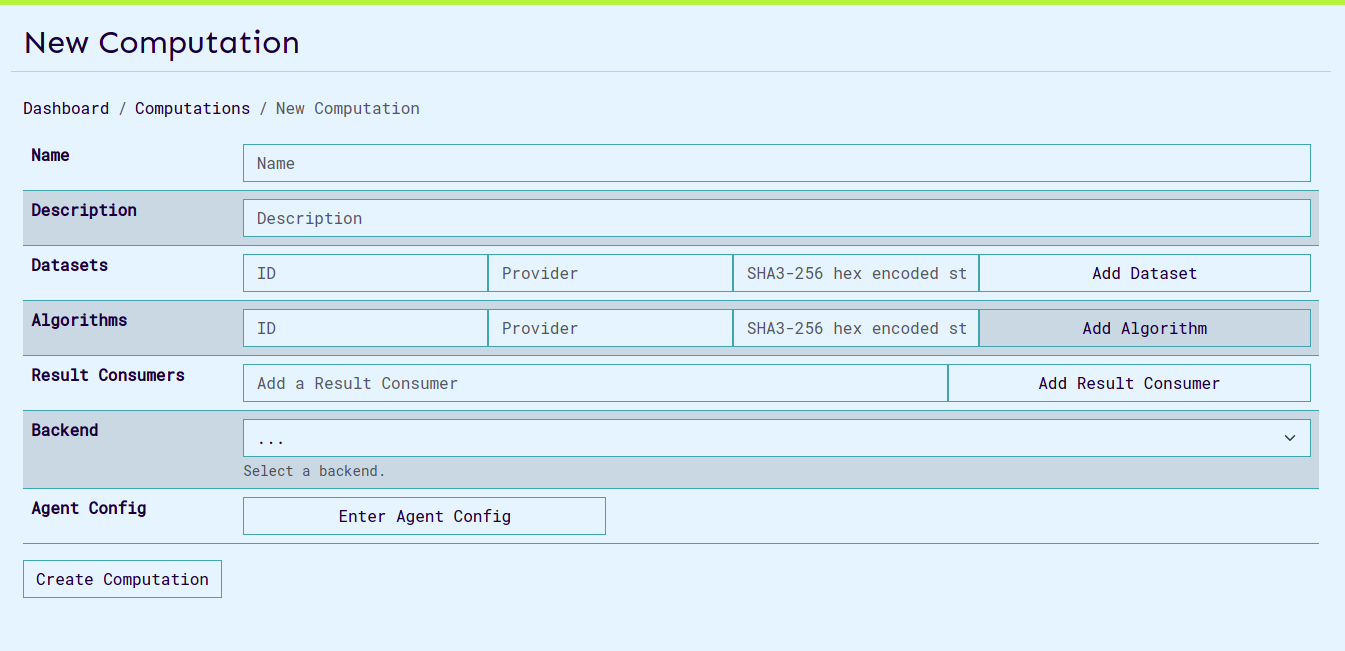 New Computation
Dashboard / Computations / New Computation
Name Name
Description Description
Datasets ID Provider SHA3-256 hex encoded st Add Dataset
Algorithms ID Provider SHA3-256 hex encoded st Add Algorithm
Result Consumers Add a Result Consumer Add Result Consumer
Backend ...
Select a backend.
Agent Config Enter Agent Config
Create Computation